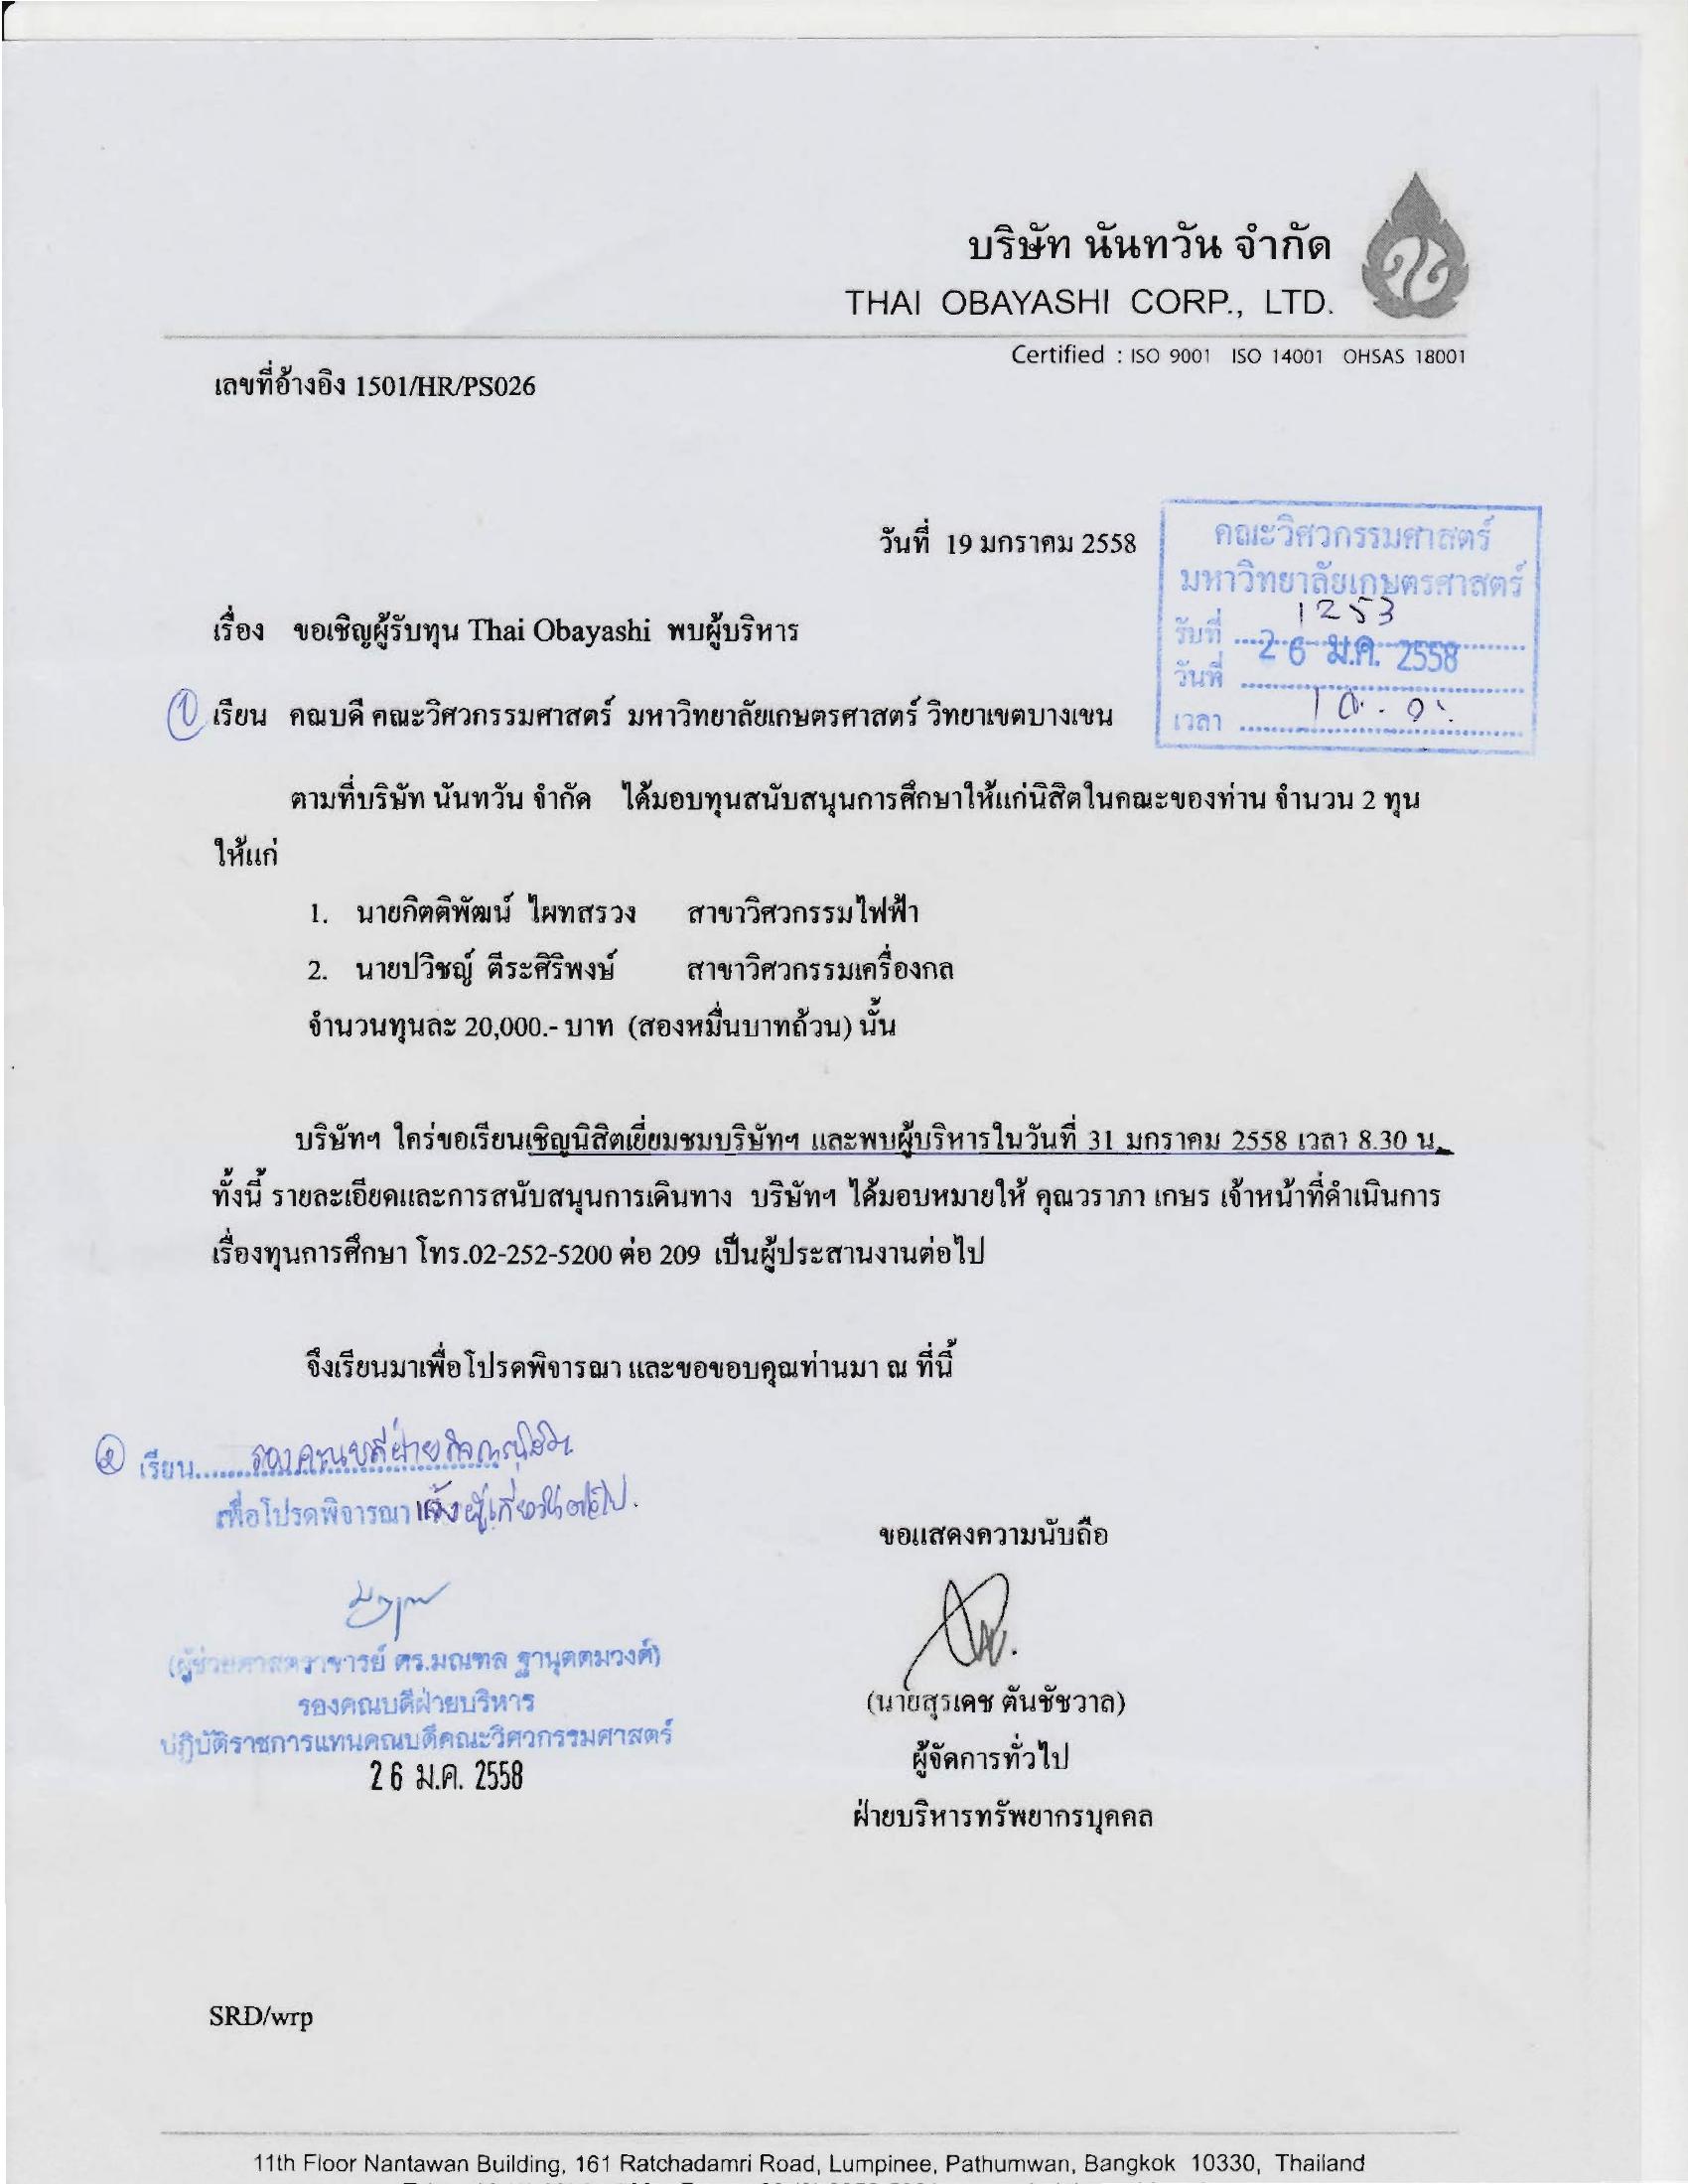 บริษัท นันทวัน จำกัด
THAI OBAYASHI CORP., LTD.
Certified : ISO 9001 ISO 14001 OHSAS 18001
เลขที่อ้างอิง 1501/HR/PS026
วันที่ 19 มกราคม 2558
คณะวิศวกรรมศาสตร์
มหาวิทยาลัยเกษตรศาสตร์
รับที่ 1253
วันที่ 26 ม.ค. 2558
เวลา
เรื่อง ขอเชิญผู้รับทุน Thai Obayashi พบผู้บริหาร
① เรียน คณบดี คณะวิศวกรรมศาสตร์ มหาวิทยาลัยเกษตรศาสตร์ วิทยาเขตบางเขน
ตามที่บริษัท นันทวัน จำกัด ได้มอบทุนสนับสนุนการศึกษาให้แก่นิสิตในคณะของท่าน จำนวน 2 ทุน
ให้แก่
1. นายกิตติพัฒน์ ไผทสรวง สาขาวิศวกรรมไฟฟ้า
2. นายปวิชญ์ ตีระศิริพงษ์ สาขาวิศวกรรมเครื่องกล
จำนวนทุนละ 20,000.- บาท (สองหมื่นบาทถ้วน) นั้น
บริษัทฯ ใคร่ขอเรียนเชิญนิสิตเยี่ยมชมบริษัทฯ และพบผู้บริหารในวันที่ 31 มกราคม 2558 เวลา 8.30 น.
ทั้งนี้ รายละเอียดและการสนับสนุนการเดินทาง บริษัทฯ ได้มอบหมายให้ คุณวราภา เกษร เจ้าหน้าที่ดำเนินการ
เรื่องทุนการศึกษา โทร.02-252-5200 ต่อ 209 เป็นผู้ประสานงานต่อไป
จึงเรียนมาเพื่อโปรดพิจารณา และขอขอบคุณท่านมา ณ ที่นี้
② เรียน รองคณบดีฝ่ายกิจการนิสิต
เพื่อโปรดพิจารณา แจ้งผู้เกี่ยวข้องต่อไป.
(ผู้ช่วยศาสตราจารย์ ดร.มณฑล ฐานุตตมวงศ์)
รองคณบดีฝ่ายบริหาร
ปฏิบัติราชการแทนคณบดีคณะวิศวกรรมศาสตร์
26 ม.ค. 2558
ขอแสดงความนับถือ
(นายสุรเดช ตันชัชวาล)
ผู้จัดการทั่วไป
ฝ่ายบริหารทรัพยากรบุคคล
SRD/wrp
11th Floor Nantawan Building, 161 Ratchadamri Road, Lumpinee, Pathumwan, Bangkok 10330, Thailand